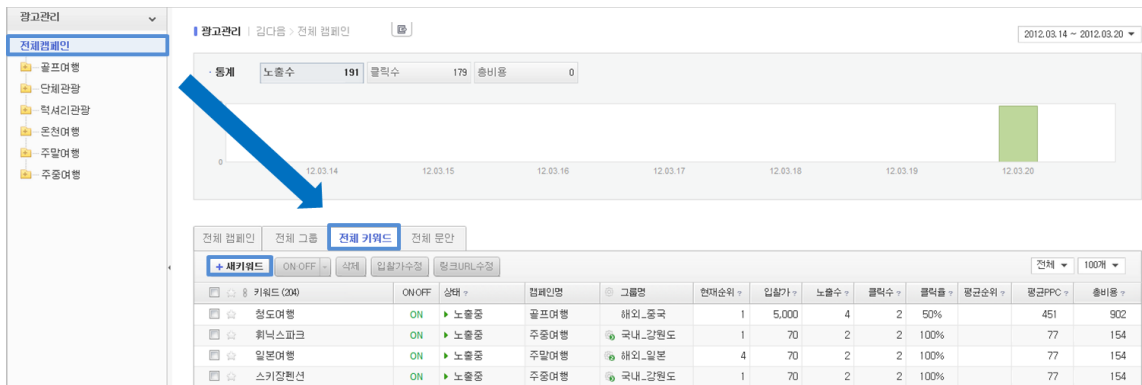 광고관리
전체캠페인
골프여행
단체관광
럭셔리관광
온천여행
주말여행
주중여행
광고관리 | 김다음 > 전체 캠페인
2012.03.14 ~ 2012.03.20
· 통계 노출수 191 클릭수 179 총비용 0
0
12.03.14 12.03.15 12.03.16 12.03.17 12.03.18 12.03.19 12.03.20
전체 캠페인 전체 그룹 전체 키워드 전체 문안
+ 새키워드 ON·OFF 삭제 입찰가수정 링크URL수정 전체 100개
키워드 (204) ON·OFF 상태 캠페인명 그룹명 현재순위 입찰가 노출수 클릭수 클릭률 평균순위 평균PPC 총비용
청도여행 ON 노출중 골프여행 해외_중국 1 5,000 4 2 50% 451 902
휘닉스파크 ON 노출중 주말여행 국내_강원도 1 70 2 2 100% 77 154
일본여행 ON 노출중 주말여행 해외_일본 4 70 2 2 100% 77 154
스키장펜션 ON 노출중 주중여행 국내_강원도 1 70 2 2 100% 77 154